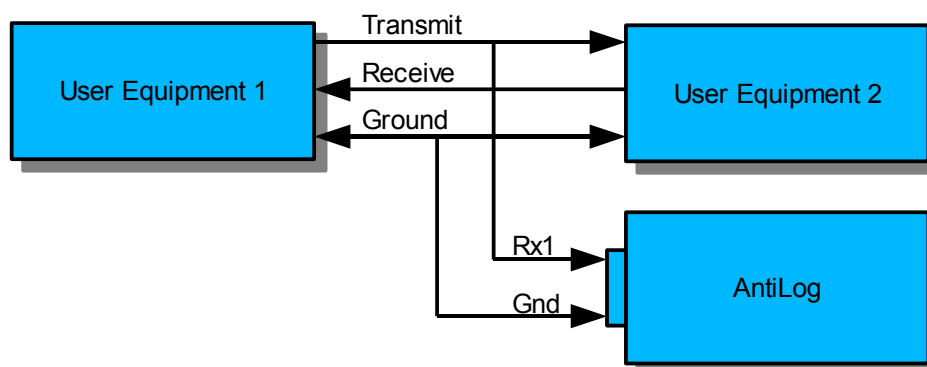 Transmit
User Equipment 1
Receive
User Equipment 2
Ground
Rx1
AntiLog
Gnd